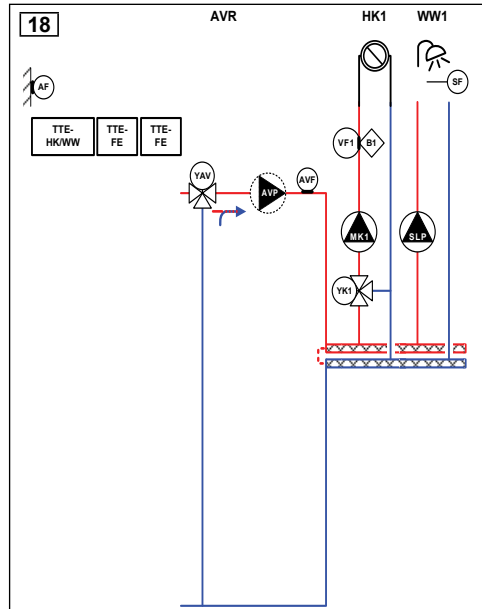 18
AVR HK1 WW1
AF
SF
TTE-
HK/WW
TTE-
FE
TTE-
FE
VF1 B1
YAV
AVP
AVF
MK1
SLP
YK1